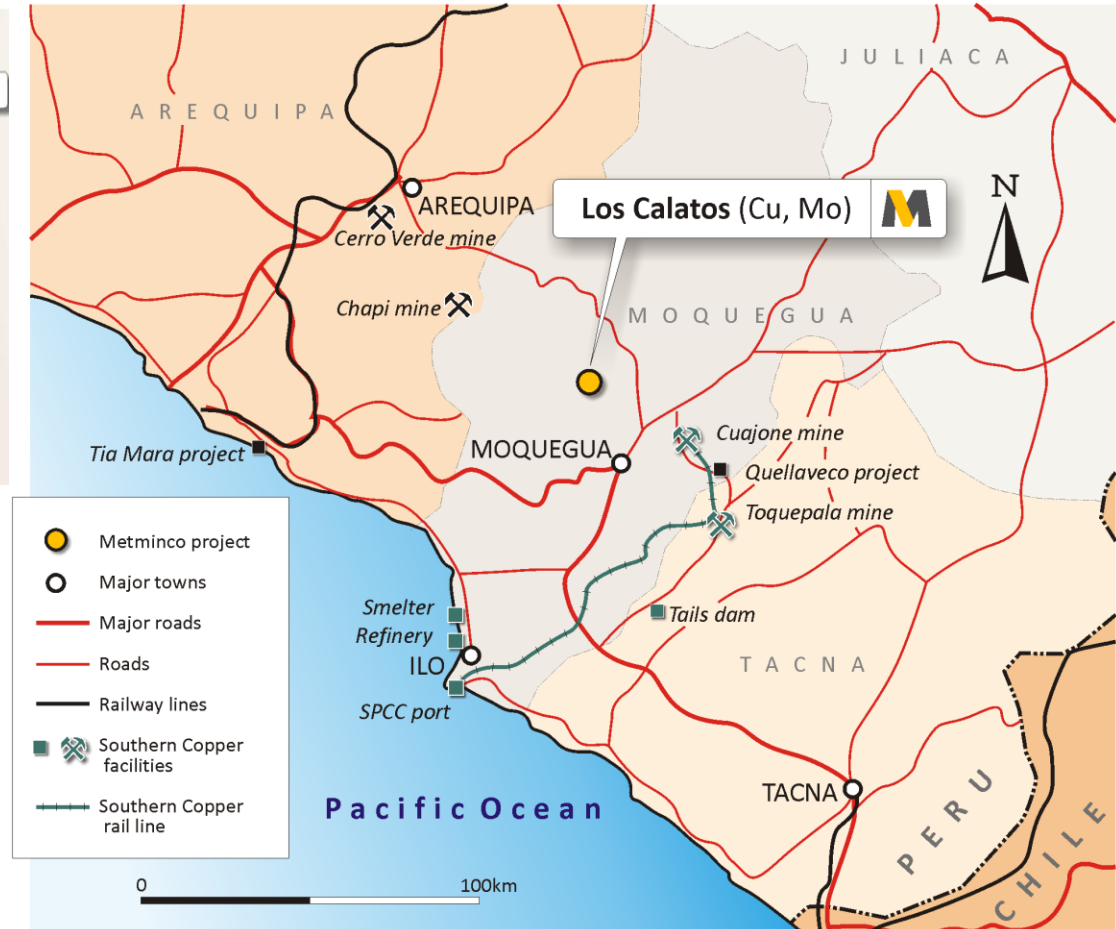 JULIACA
AREQUIPA
N
AREQUIPA
Los Calatos (Cu, Mo)
Cerro Verde mine
Chapi mine
MOQUEGUA
Cuajone mine
MOQUEGUA
Tia Mara project
Quellaveco project
Toquepala mine
Metminco project
Major towns
Major roads
Roads
Railway lines
Southern Copper
facilities
Southern Copper
rail line
Smelter
Refinery
ILO
SPCC port
Tails dam
TACNA
TACNA
Pacific Ocean
PERU
CHILE
0
100km